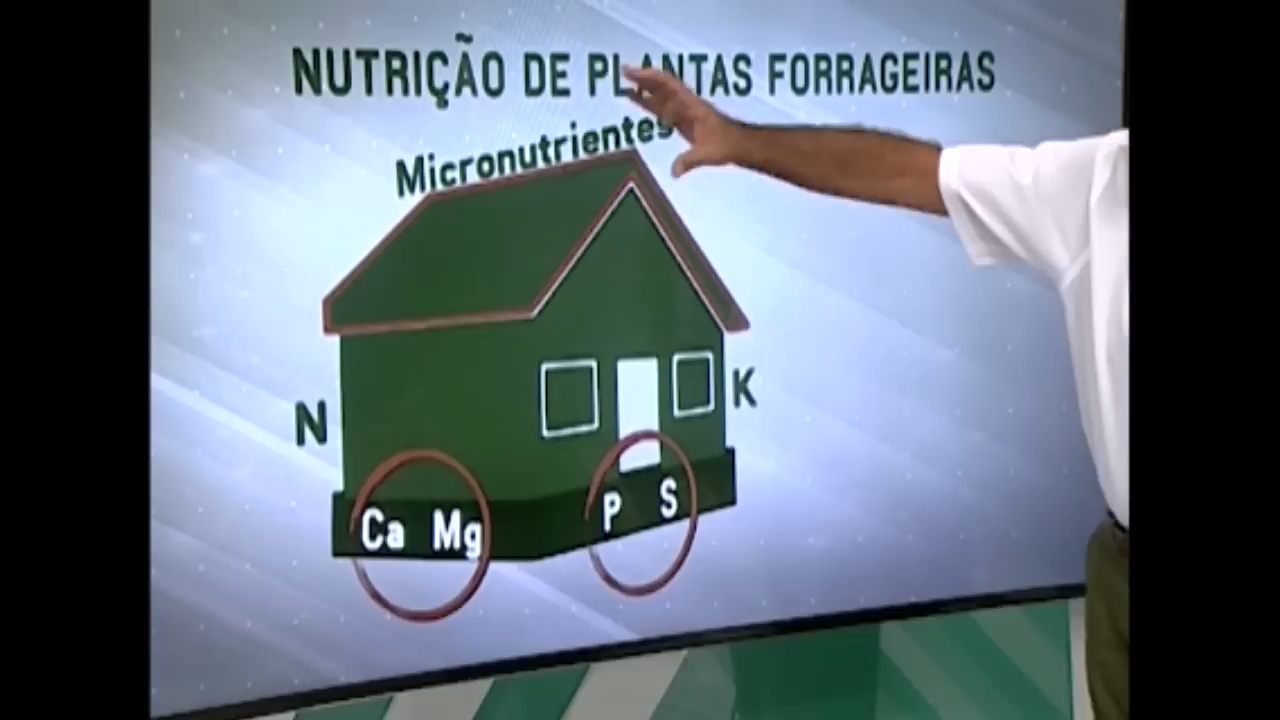 NUTRIÇÃO DE PLANTAS FORRAGEIRAS
Micronutrientes
N
K
Ca Mg
P S